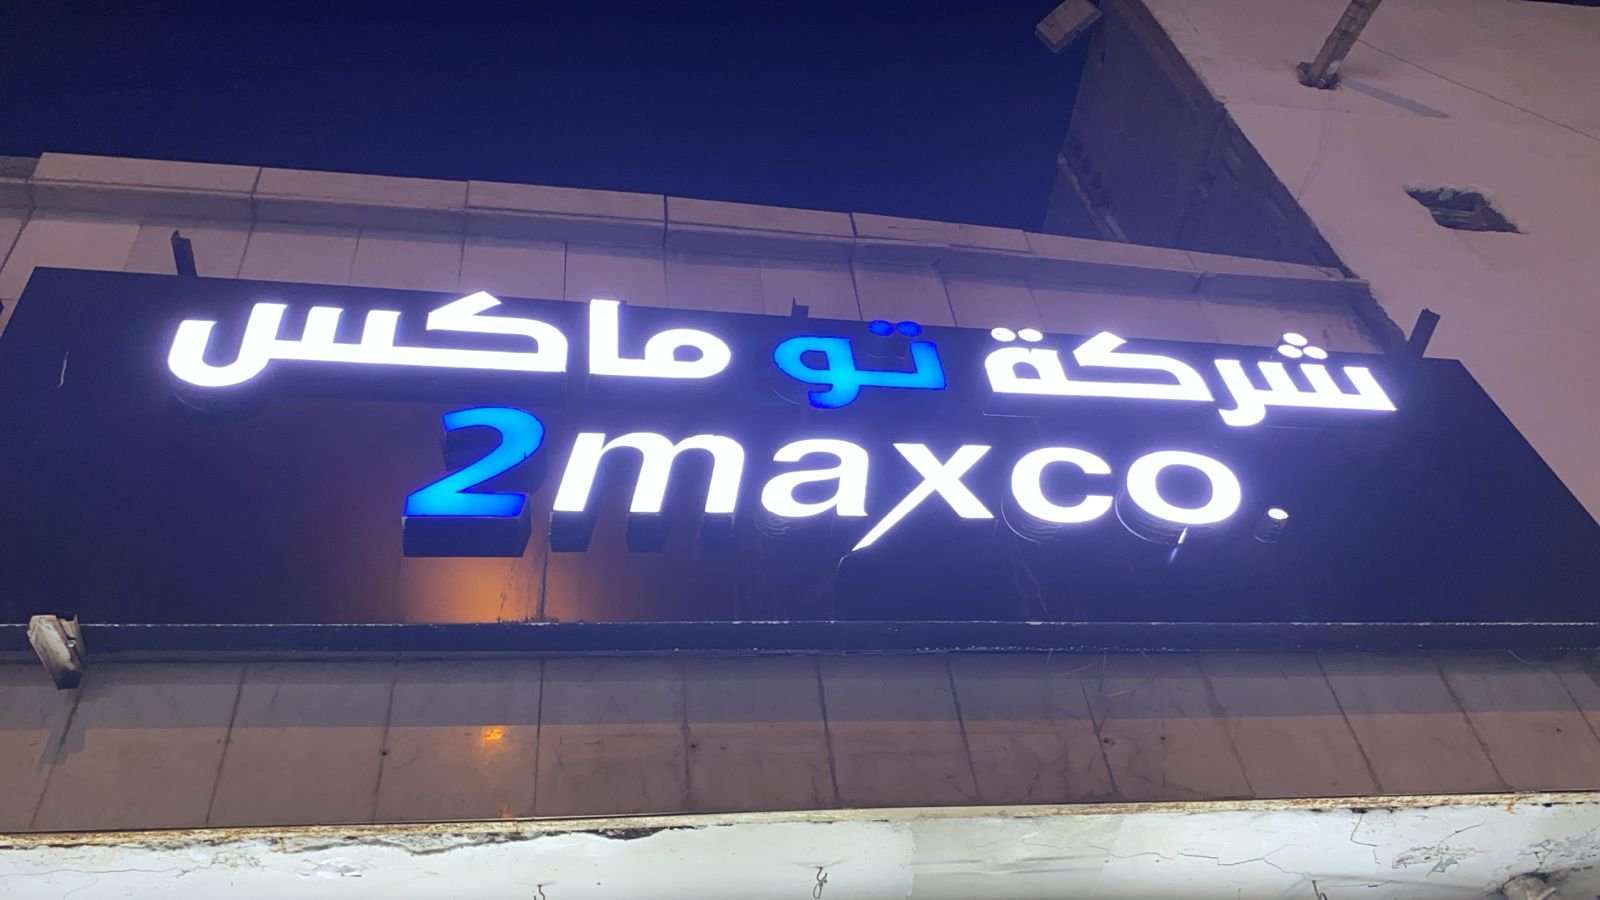 شركة تو ماكس
2maxco.